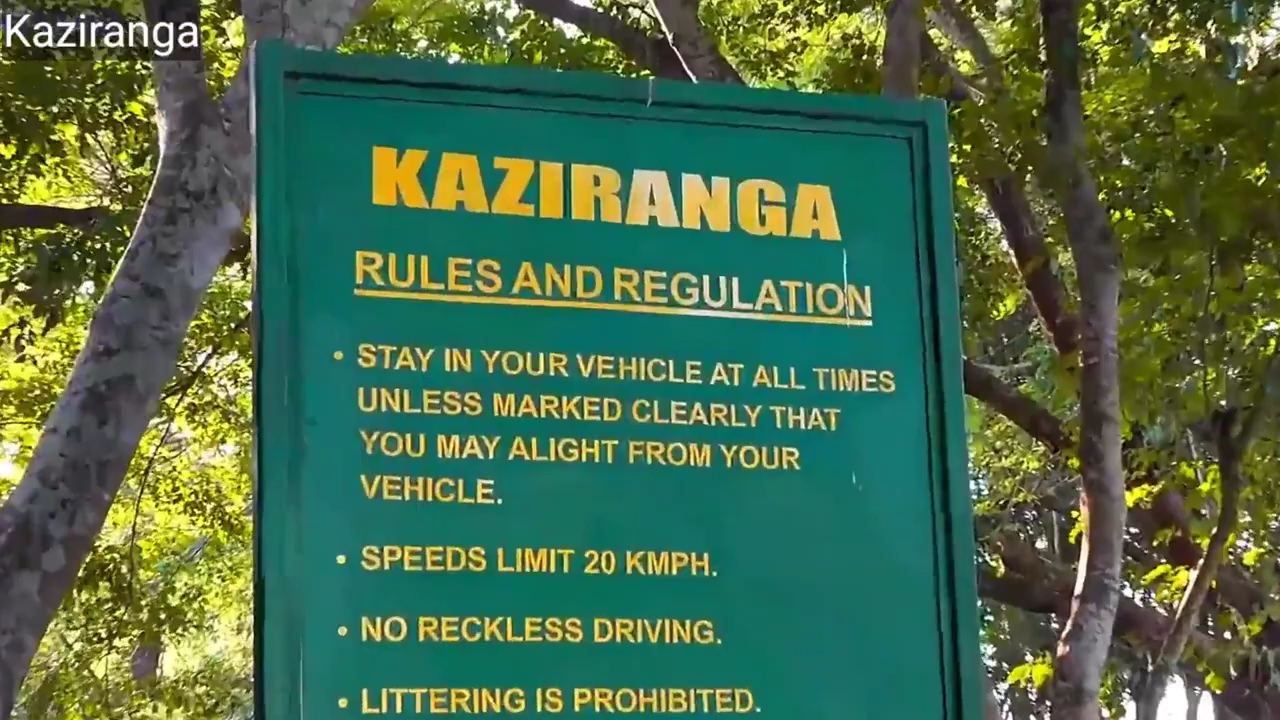 Kaziranga
KAZIRANGA
RULES AND REGULATION
• STAY IN YOUR VEHICLE AT ALL TIMES
UNLESS MARKED CLEARLY THAT
YOU MAY ALIGHT FROM YOUR
VEHICLE.
• SPEEDS LIMIT 20 KMPH.
• NO RECKLESS DRIVING.
• LITTERING IS PROHIBITED.